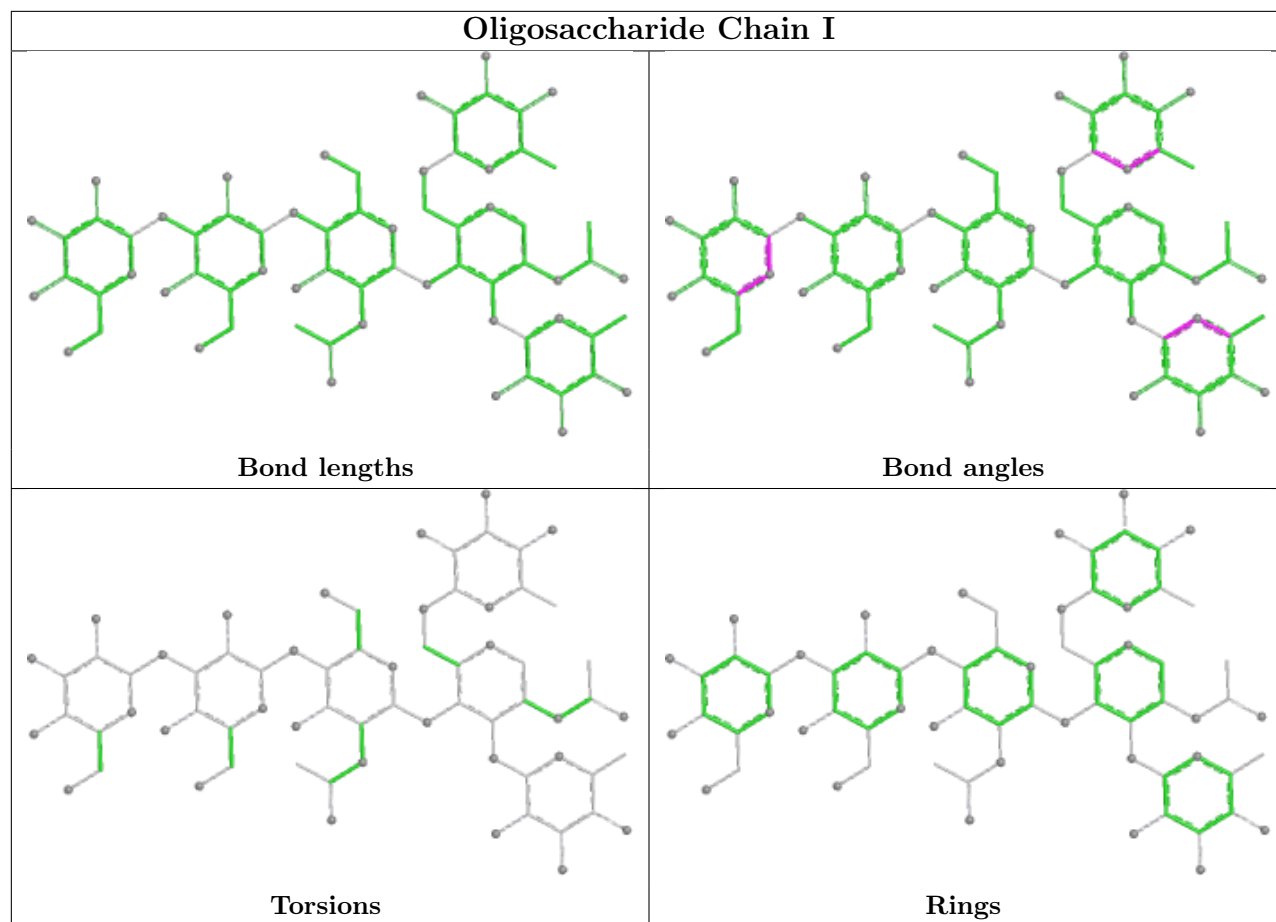 Oligosaccharide Chain I
Bond lengths
Bond angles
Torsions
Rings